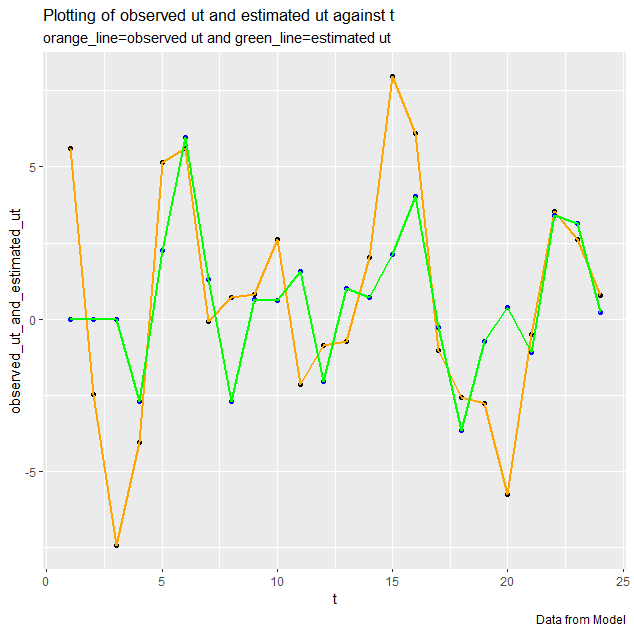 Plotting of observed ut and estimated ut against t
orange_line=observed ut and green_line=estimated ut
observed_ut_and_estimated_ut
5
0
-5
0 5 10 15 20 25
t
Data from Model